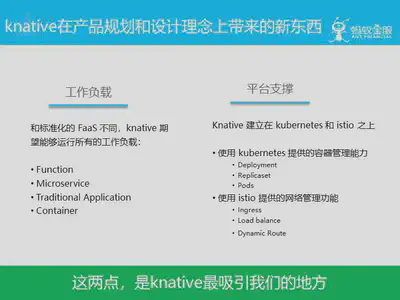 knative在产品规划和设计理念上带来的新东西
蚂蚁金服
ANT FINANCIAL
工作负载
和标准化的 FaaS 不同，knative 期
望能够运行所有的工作负载：
• Function
• Microservice
• Traditional Application
• Container
平台支撑
Knative 建立在 kubernetes 和 istio 之上
• 使用 kubernetes 提供的容器管理能力
• Deployment
• Replicaset
• Pods
• 使用 istio 提供的网络管理功能
• Ingress
• Load balance
• Dynamic Route
这两点，是knative最吸引我们的地方